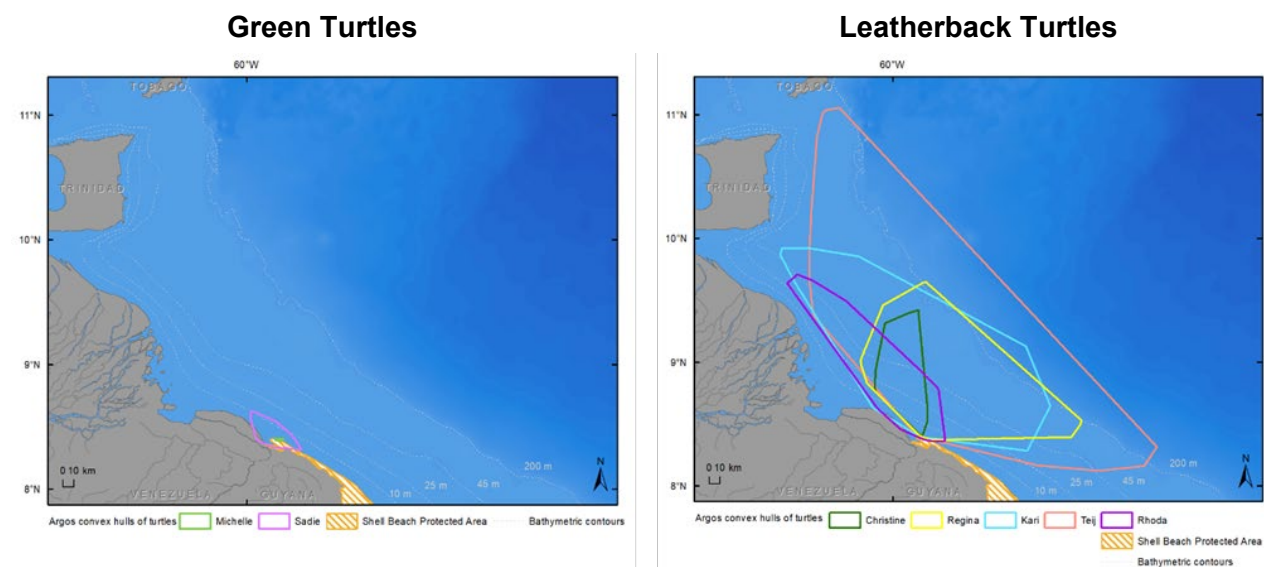 Green Turtles
60°W
TOBAGO
11°N
TRINIDAD
10°N
9°N
0 10 km
200 m
N
45 m
25 m
10 m
8°N
VENEZUELA
GUYANA
Argos convex hulls of turtles Michelle Sadie Shell Beach Protected Area Bathymetric contours
Leatherback Turtles
60°W
TOBAGO
11°N
TRINIDAD
10°N
9°N
0 10 km
200 m
N
45 m
10 m
8°N
VENEZUELA
GUYANA
Argos convex hulls of turtles Christine Regina Kari Teij Rhoda
Shell Beach Protected Area
Bathymetric contours